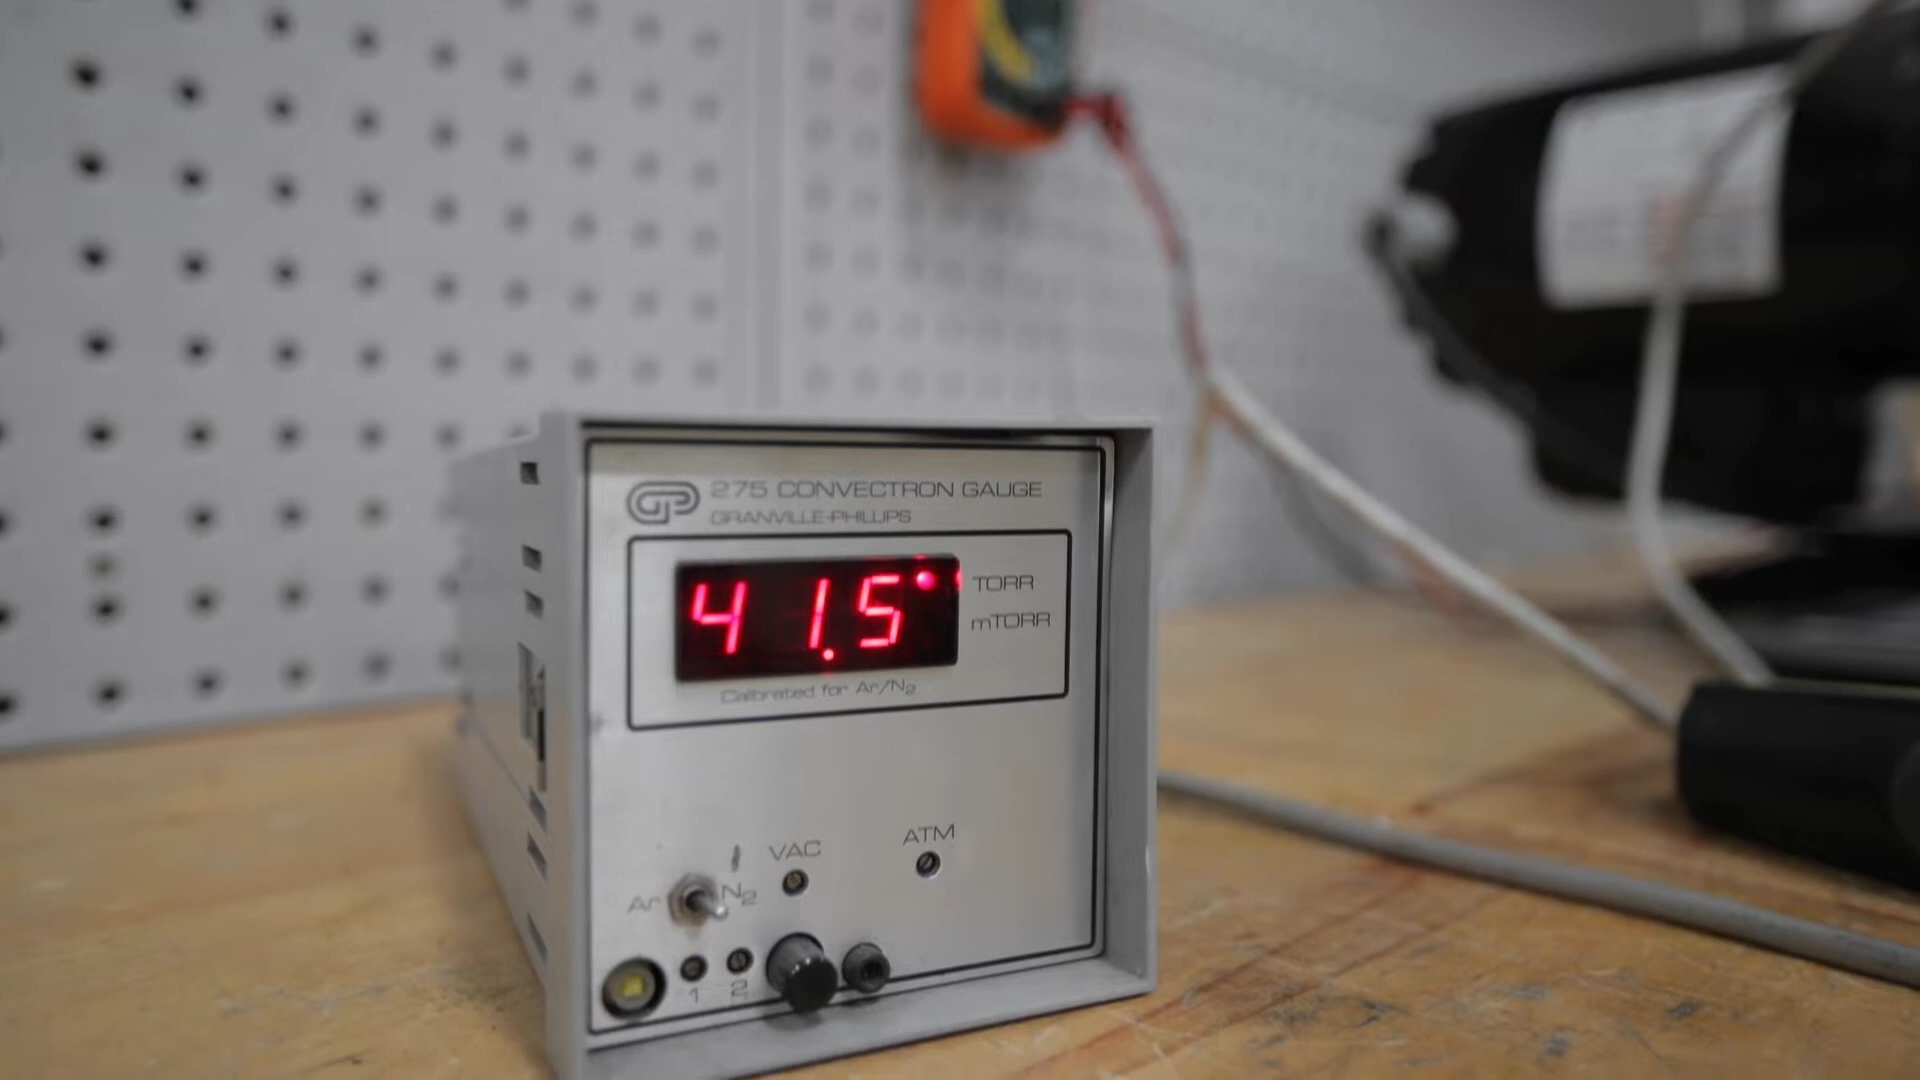 GP 275 CONVECTRON GAUGE
GRANVILLE-PHILLIPS
41.5 TORR
mTORR
Calibrated for Ar/N₂
VAC
ATM
Ar N₂
1 2